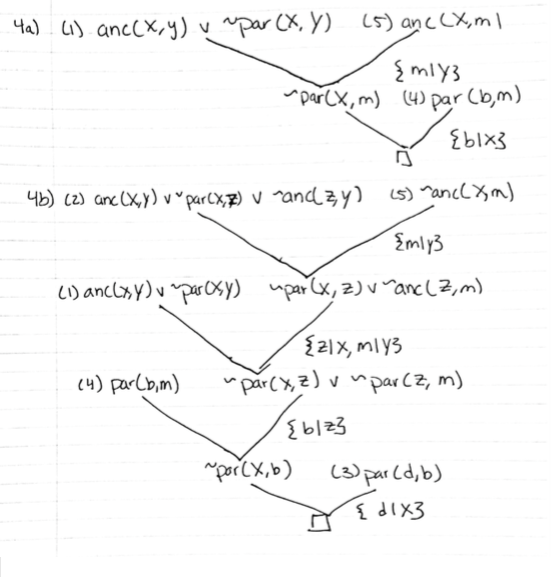 4a) (1) anc(x,y) ∨ ~par(x,y) (5) anc(x,m)
{m|y}
~par(x,m) (4) par(b,m)
{b|x}
□
4b) (2) anc(x,y) ∨ ~par(x,z) ∨ ~anc(z,y) (5) ~anc(x,m)
{m|y}
(1) anc(x,y) ∨ ~par(x,y) ~par(x,z) ∨ ~anc(z,m)
{z|x, m|y}
(4) par(b,m) ~par(x,z) ∨ ~par(z,m)
{b|z}
~par(x,b) (3) par(d,b)
{d|x}
□